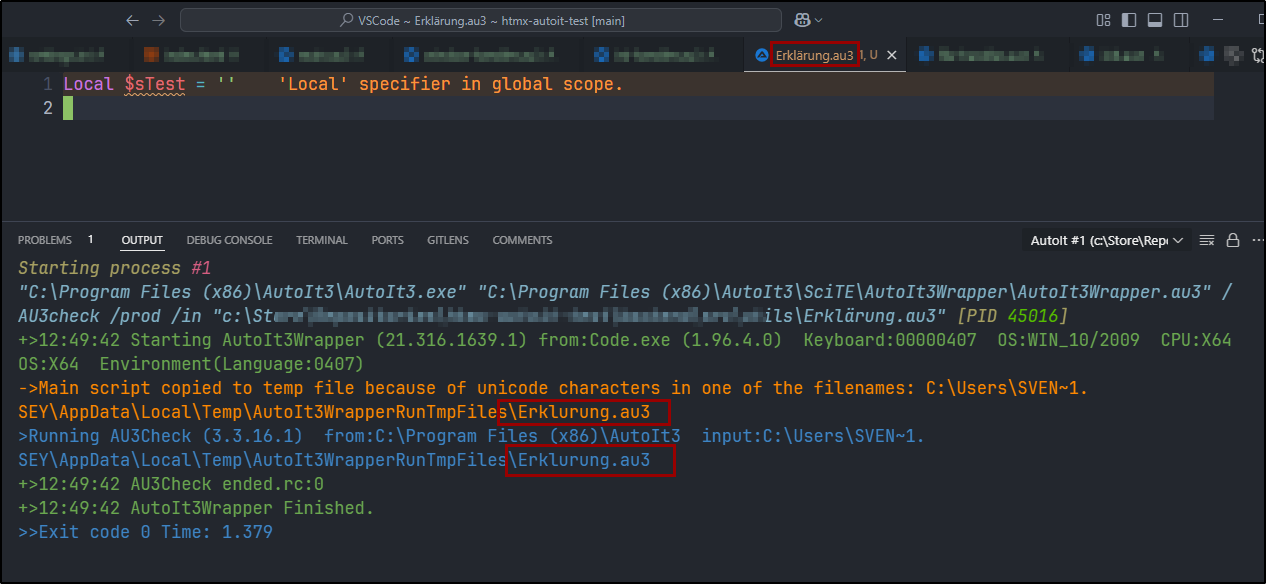 VSCode ~ Erklärung.au3 ~ htmx-autoit-test [main]
Erklärung.au3 1, U
1 Local $sTest = '' 'Local' specifier in global scope.
2
PROBLEMS 1 OUTPUT DEBUG CONSOLE TERMINAL PORTS GITLENS COMMENTS AutoIt #1 (c:\Store\Repo
Starting process #1
"C:\Program Files (x86)\AutoIt3\AutoIt3.exe" "C:\Program Files (x86)\AutoIt3\SciTE\AutoIt3Wrapper\AutoIt3Wrapper.au3" /
AU3check /prod /in "c:\St ils\Erklärung.au3" [PID 45016]
+>12:49:42 Starting AutoIt3Wrapper (21.316.1639.1) from:Code.exe (1.96.4.0) Keyboard:00000407 OS:WIN_10/2009 CPU:X64
OS:X64 Environment(Language:0407)
->Main script copied to temp file because of unicode characters in one of the filenames: C:\Users\SVEN~1.
SEY\AppData\Local\Temp\AutoIt3WrapperRunTmpFiles\Erklurung.au3
>Running AU3Check (3.3.16.1) from:C:\Program Files (x86)\AutoIt3 input:C:\Users\SVEN~1.
SEY\AppData\Local\Temp\AutoIt3WrapperRunTmpFiles\Erklurung.au3
+>12:49:42 AU3Check ended.rc:0
+>12:49:42 AutoIt3Wrapper Finished.
>>Exit code 0 Time: 1.379